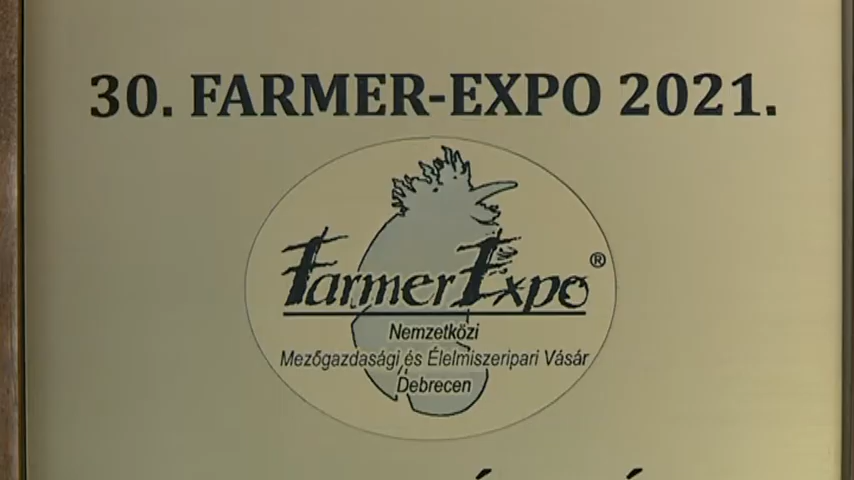 30. FARMER-EXPO 2021.
FarmerExpo®
Nemzetközi
Mezőgazdasági és Élelmiszeripari Vásár
Debrecen